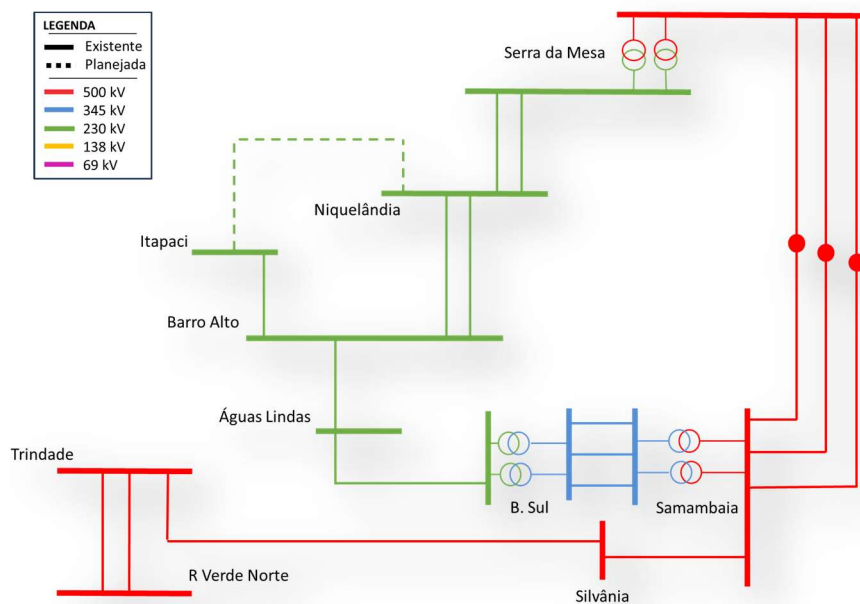 LEGENDA
Existente
Planejada
500 kV
345 kV
230 kV
138 kV
69 kV
Serra da Mesa
Niquelândia
Itapaci
Barro Alto
Águas Lindas
Trindade
B. Sul
Samambaia
R Verde Norte
Silvânia